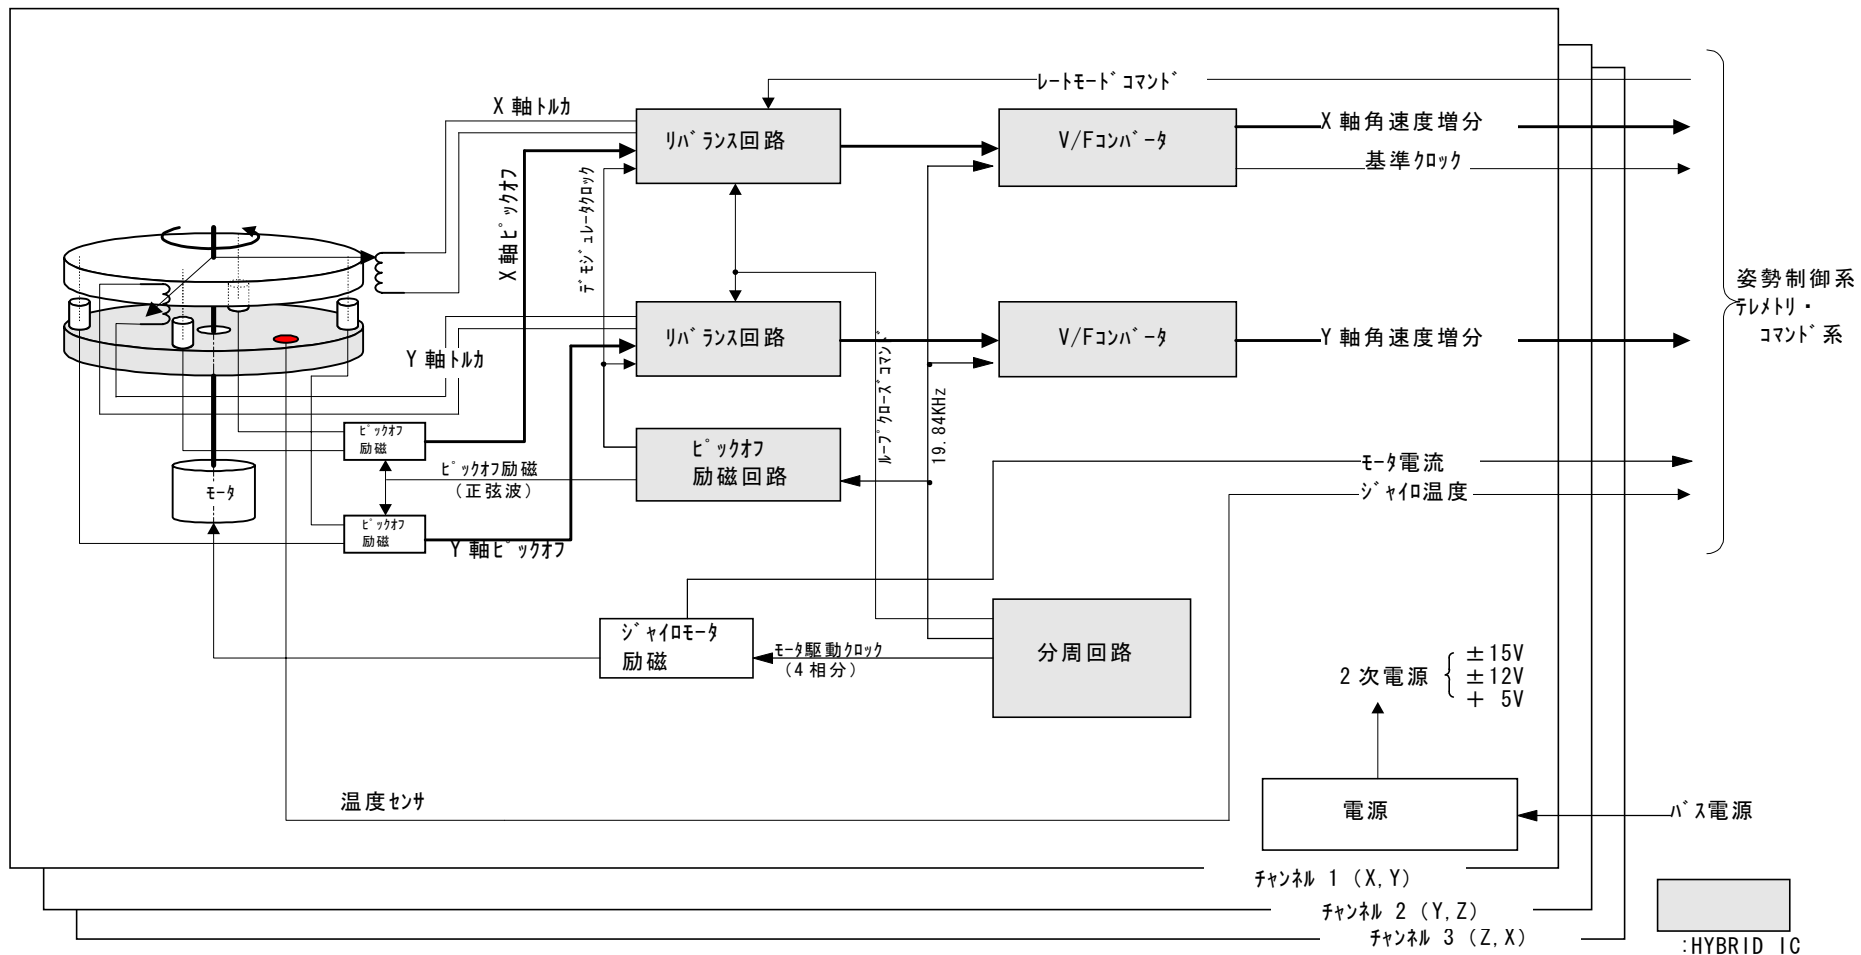 レートモードコマンド
X 軸トルカ
リバランス回路
V/Fコンバータ
X 軸角速度増分
基準クロック
X 軸ピックオフ
デモジュレータクロック
姿勢制御系
テレメトリ・
コマンド系
リバランス回路
V/Fコンバータ
Y 軸角速度増分
Y 軸トルカ
ループクローズコマンド
19.84KHz
ピックオフ
励磁
ピックオフ励磁
(正弦波)
ピックオフ
励磁回路
モータ電流
ジャイロ温度
モータ
ピックオフ
励磁
Y 軸ピックオフ
ジャイロモータ
励磁
モータ駆動クロック
(4 相分)
分周回路
2 次電源
±15V
±12V
+ 5V
温度センサ
電源
バス電源
チャンネル 1 (X,Y)
チャンネル 2 (Y,Z)
チャンネル 3 (Z,X)
:HYBRID IC